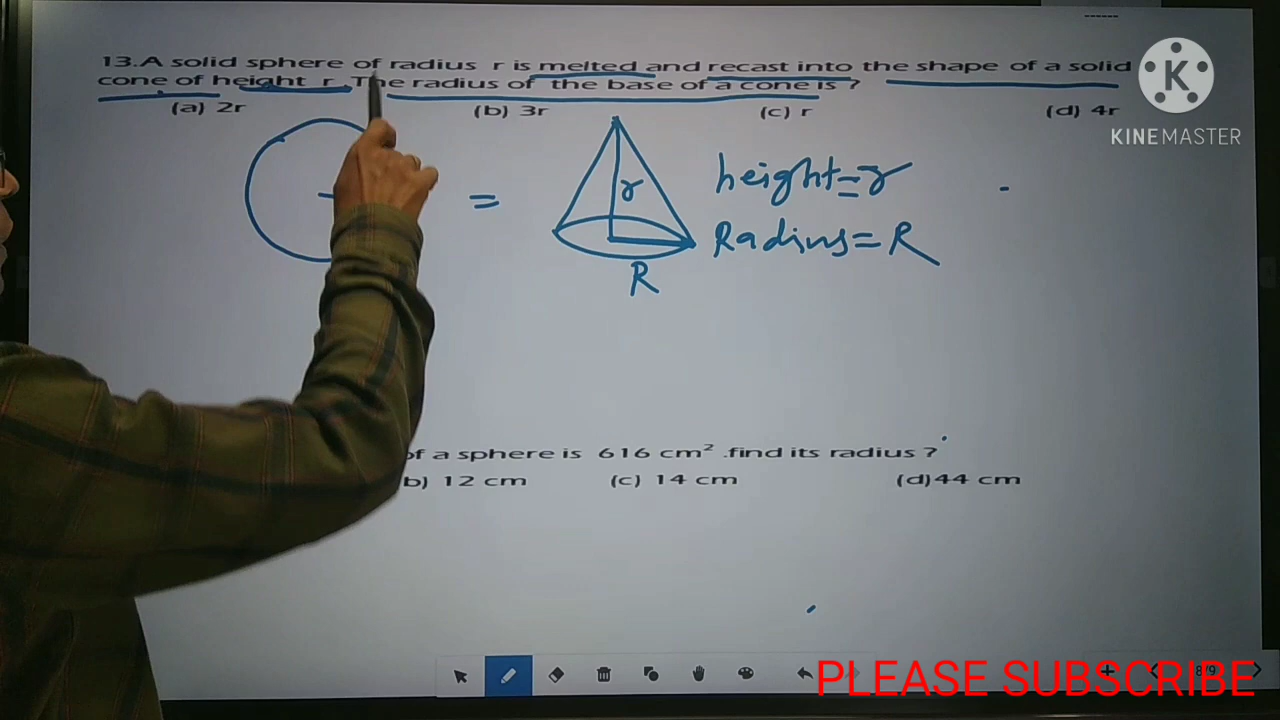 13.A solid sphere of radius r is melted and recast into the shape of a solid
cone of height r .The radius of the base of a cone is ?
(a) 2r (b) 3r (c) r (d) 4r
KINEMASTER
r
height=r
=
Radius=R
R
of a sphere is 616 cm² .find its radius ?
b) 12 cm (c) 14 cm (d)44 cm
PLEASE SUBSCRIBE